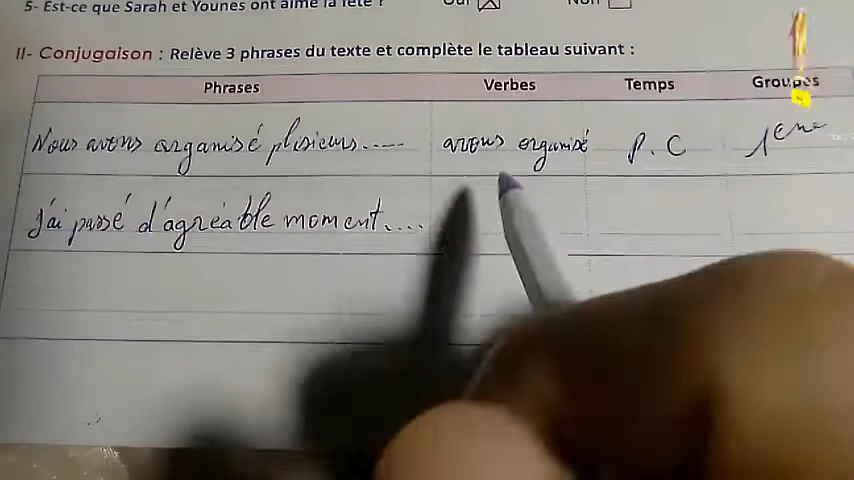 5- Est-ce que Sarah et Younes ont aimé la fête ? Oui Non
II- Conjugaison : Relève 3 phrases du texte et complète le tableau suivant :
Phrases Verbes Temps Groupes
Nous avons organisé plusieurs..... avons organisé P.C 1ère
J'ai passé d'agréable moment....